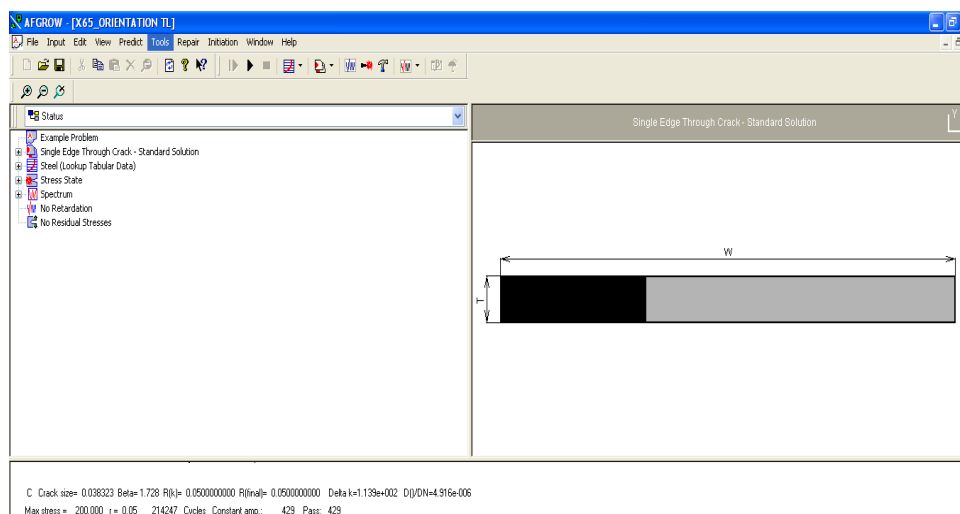 AFGROW - [X65_ORIENTATION TL]
File Input Edit View Predict Tools Repair Initiation Window Help
Status
Single Edge Through Crack - Standard Solution
Y
Example Problem
Single Edge Through Crack - Standard Solution
Steel (Lookup Tabular Data)
Stress State
Spectrum
No Retardation
No Residual Stresses
W
T
C Crack size= 0.038323 Beta= 1.728 R(k)= 0.0500000000 R(final)= 0.0500000000 Delta k=1.139e+002 D()/DN=4.916e-006
Max stress = 200.000 r = 0.05 214247 Cycles Constant amp.: 429 Pass: 429